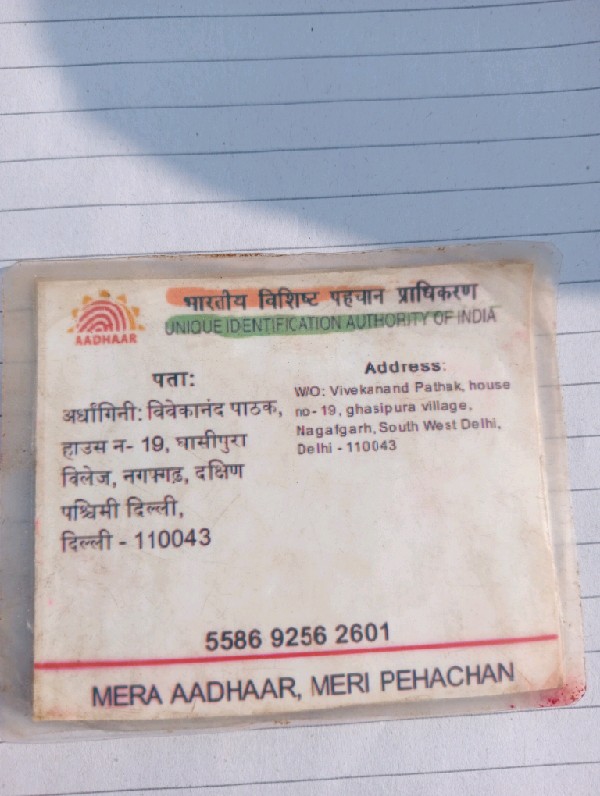 भारतीय विशिष्ट पहचान प्राधिकरण
UNIQUE IDENTIFICATION AUTHORITY OF INDIA
AADHAAR
पता:
अर्धांगिनी: विवेकानंद पाठक,
हाउस न- 19, घासीपुरा
विलेज, नगफ्गढ़, दक्षिण
पश्चिमी दिल्ली,
दिल्ली - 110043
Address:
W/O: Vivekanand Pathak, house
no- 19, ghasipura village,
Nagafgarh, South West Delhi,
Delhi - 110043
5586 9256 2601
MERA AADHAAR, MERI PEHACHAN